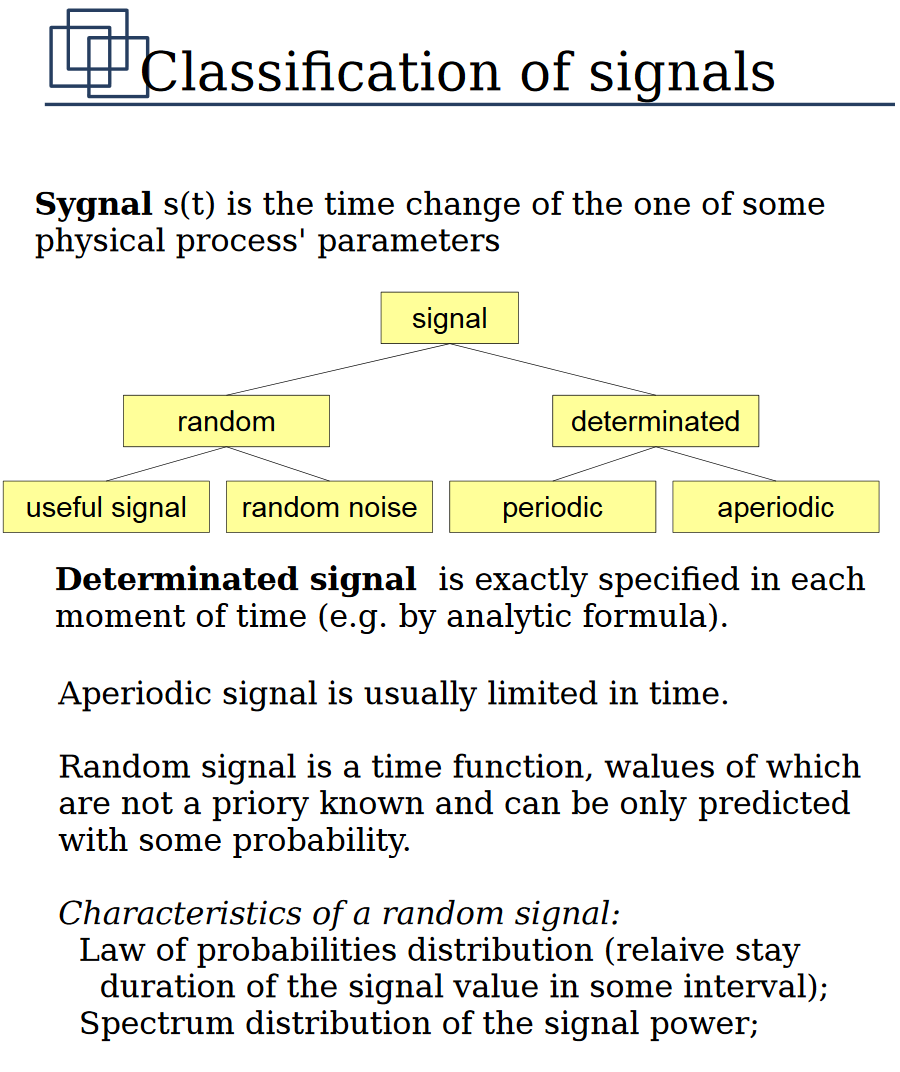 Classification of signals
Sygnal s(t) is the time change of the one of some
physical process' parameters
signal
random
determinated
useful signal
random noise
periodic
aperiodic
Determinated signal  is exactly specified in each
moment of time (e.g. by analytic formula).
Aperiodic signal is usually limited in time.
Random signal is a time function, walues of which
are not a priory known and can be only predicted
with some probability.
Characteristics of a random signal:
Law of probabilities distribution (relaive stay
duration of the signal value in some interval);
Spectrum distribution of the signal power;